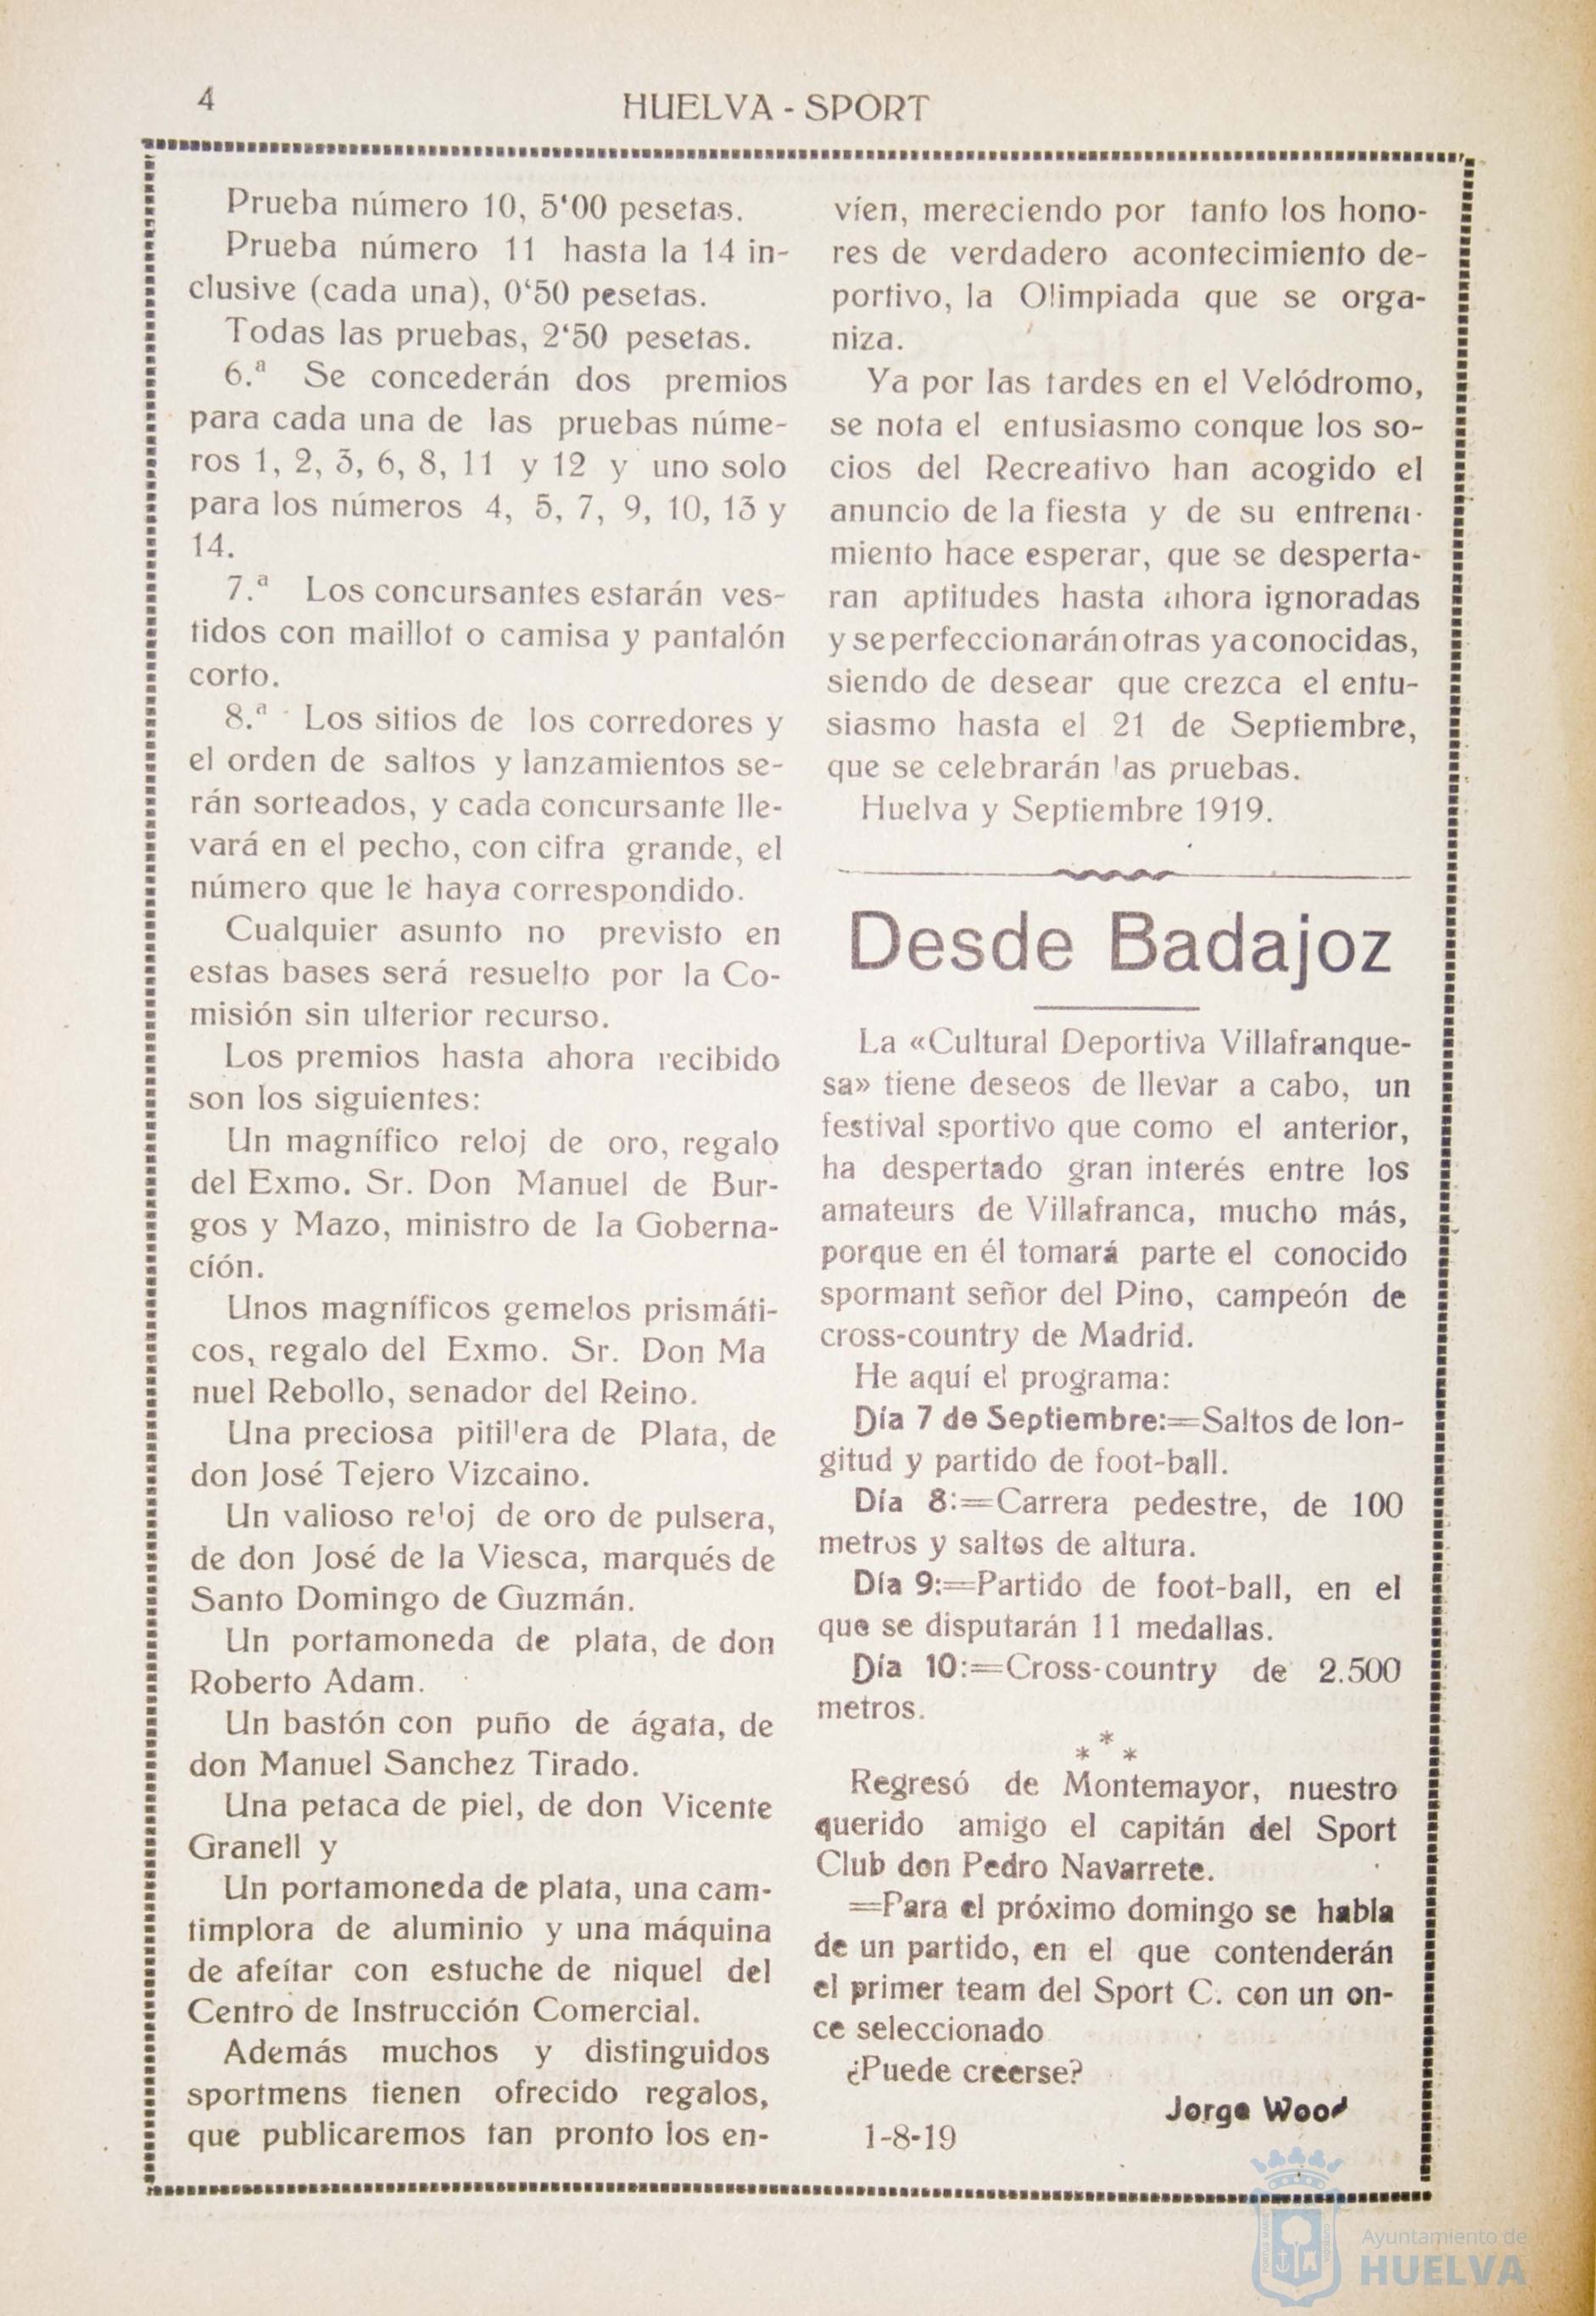 4
HUELVA - SPORT
Prueba número 10, 5‘00 pesetas.
Prueba número 11 hasta la 14 in-
clusive (cada una), 0‘50 pesetas.
Todas las pruebas, 2‘50 pesetas.
6.ª Se concederán dos premios
para cada una de las pruebas núme-
ros 1, 2, 3, 6, 8, 11 y 12 y uno solo
para los números 4, 5, 7, 9, 10, 13 y
14.
7.ª Los concursantes estarán ves-
tidos con maillot o camisa y pantalón
corto.
8.ª Los sitios de los corredores y
el orden de saltos y lanzamientos se-
rán sorteados, y cada concursante lle-
vará en el pecho, con cifra grande, el
número que le haya correspondido.
Cualquier asunto no previsto en
estas bases será resuelto por la Co-
misión sin ulterior recurso.
Los premios hasta ahora recibido
son los siguientes:
Un magnífico reloj de oro, regalo
del Exmo. Sr. Don Manuel de Bur-
gos y Mazo, ministro de la Goberna-
ción.
Unos magníficos gemelos prismáti-
cos, regalo del Exmo. Sr. Don Ma
nuel Rebollo, senador del Reino.
Una preciosa pitillera de Plata, de
don José Tejero Vizcaino.
Un valioso reloj de oro de pulsera,
de don José de la Viesca, marqués de
Santo Domingo de Guzmán.
Un portamoneda de plata, de don
Roberto Adam.
Un bastón con puño de ágata, de
don Manuel Sanchez Tirado.
Una petaca de piel, de don Vicente
Granell y
Un portamoneda de plata, una cam-
timplora de aluminio y una máquina
de afeitar con estuche de niquel del
Centro de Instrucción Comercial.
Además muchos y distinguidos
sportmens tienen ofrecido regalos,
que publicaremos tan pronto los en-
víen, mereciendo por tanto los hono-
res de verdadero acontecimiento de-
portivo, la Olimpiada que se orga-
niza.
Ya por las tardes en el Velódromo,
se nota el entusiasmo conque los so-
cios del Recreativo han acogido el
anuncio de la fiesta y de su entrena-
miento hace esperar, que se desperta-
ran aptitudes hasta ahora ignoradas
y se perfeccionarán otras ya conocidas,
siendo de desear que crezca el entu-
siasmo hasta el 21 de Septiembre,
que se celebrarán las pruebas.
Huelva y Septiembre 1919.
Desde Badajoz
La «Cultural Deportiva Villafranque-
sa» tiene deseos de llevar a cabo, un
festival sportivo que como el anterior,
ha despertado gran interés entre los
amateurs de Villafranca, mucho más,
porque en él tomará parte el conocido
spormant señor del Pino, campeón de
cross-country de Madrid.
He aquí el programa:
Día 7 de Septiembre:=Saltos de lon-
gitud y partido de foot-ball.
Día 8:=Carrera pedestre, de 100
metros y saltos de altura.
Día 9:=Partido de foot-ball, en el
que se disputarán 11 medallas.
Día 10:=Cross-country de 2.500
metros.
* * *
Regresó de Montemayor, nuestro
querido amigo el capitán del Sport
Club don Pedro Navarrete.
=Para el próximo domingo se habla
de un partido, en el que contenderán
el primer team del Sport C. con un on-
ce seleccionado
¿Puede creerse?
Jorge Wood
1-8-19
Ayuntamiento de
HUELVA